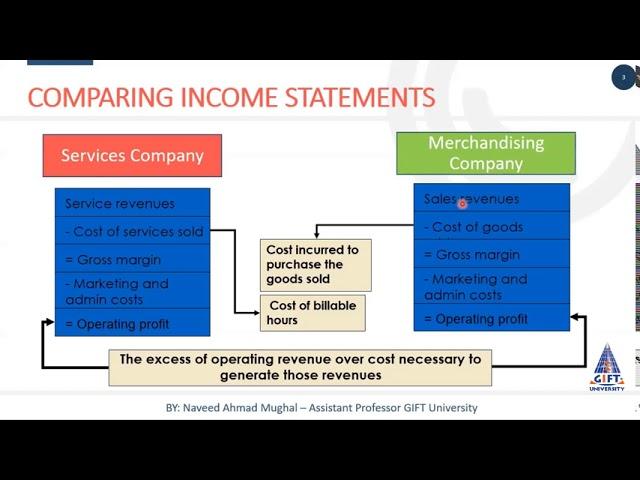 3
COMPARING INCOME STATEMENTS
Services Company
Merchandising
Company
Service revenues
- Cost of services sold
= Gross margin
- Marketing and
admin costs
= Operating profit
Cost incurred to
purchase the
goods sold
Cost of billable
hours
Sales revenues
- Cost of goods
= Gross margin
- Marketing and
admin costs
= Operating profit
The excess of operating revenue over cost necessary to
generate those revenues
GIFT
UNIVERSITY
BY: Naveed Ahmad Mughal – Assistant Professor GIFT University